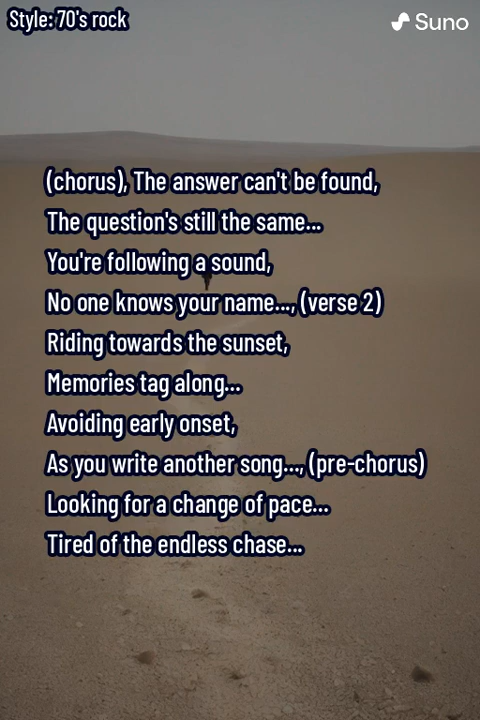 Style: 70's rock
Suno
(chorus), The answer can't be found,
The question's still the same...
You're following a sound,
No one knows your name..., (verse 2)
Riding towards the sunset,
Memories tag along...
Avoiding early onset,
As you write another song..., (pre-chorus)
Looking for a change of pace...
Tired of the endless chase...